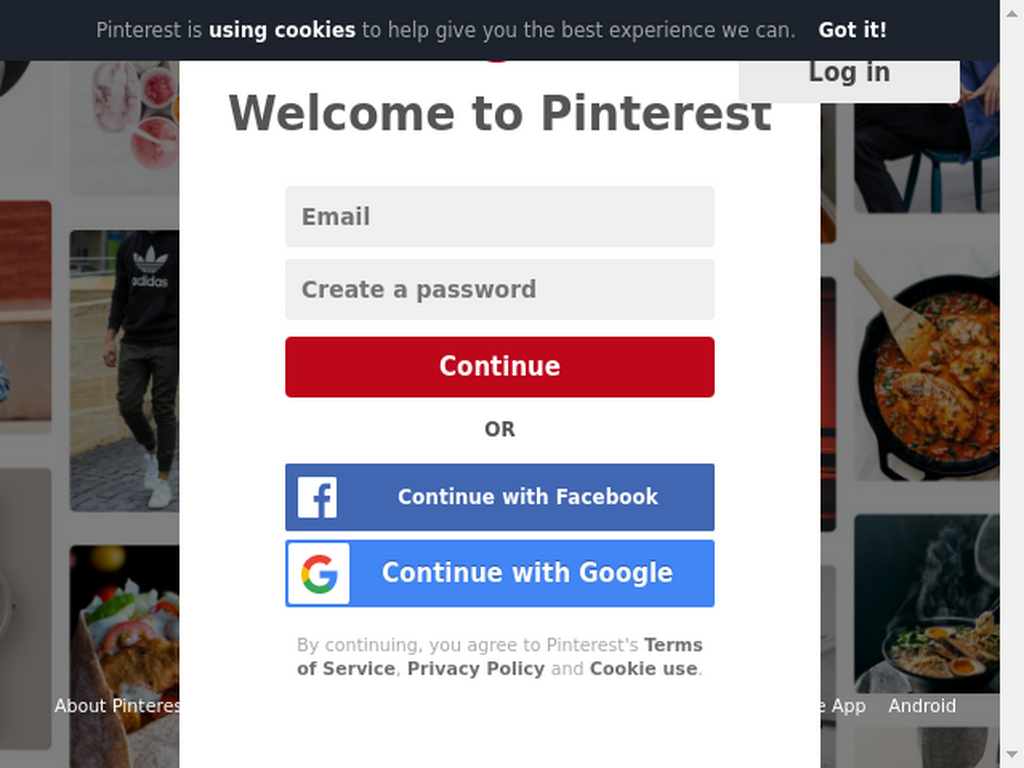 Pinterest is using cookies to help give you the best experience we can. Got it!
Log in
Welcome to Pinterest
adidas
Email
Create a password
Continue
OR
Continue with Facebook
Continue with Google
By continuing, you agree to Pinterest's Terms
of Service, Privacy Policy and Cookie use.
About Pinteres
e App Android